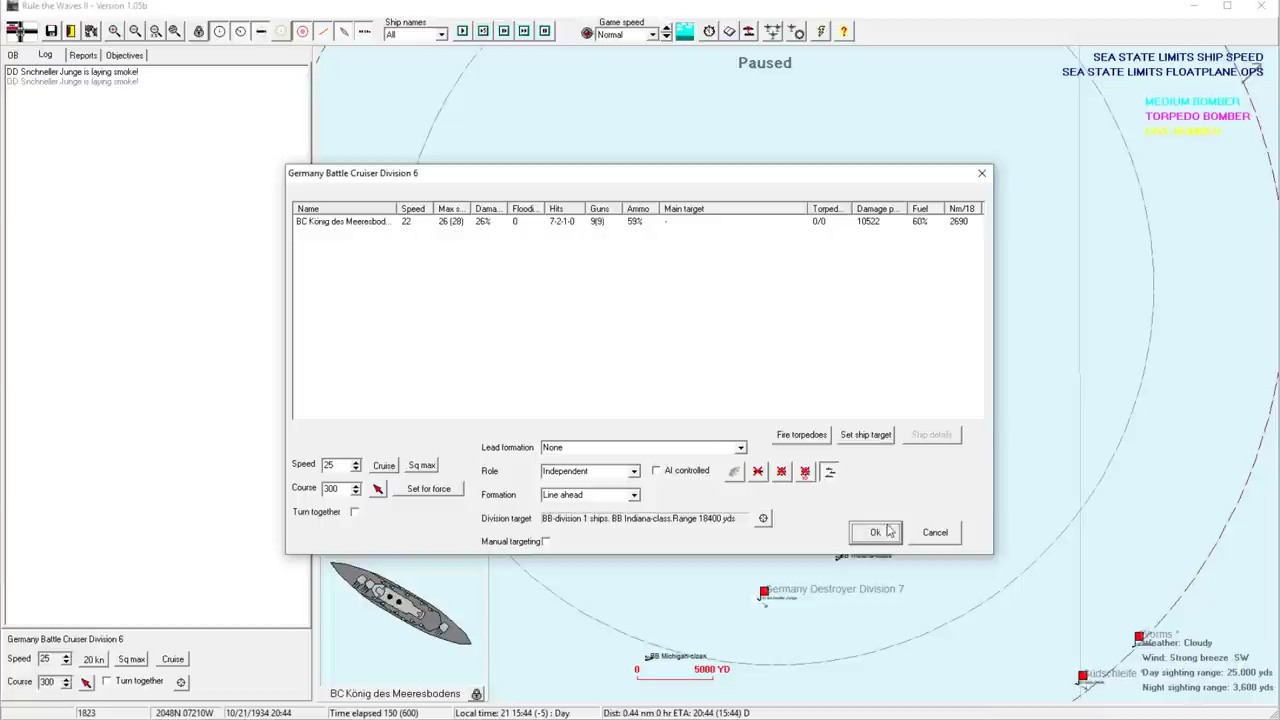 Rule the Waves II - Version 1.05b
Ship names
All
Game speed
Normal
OB Log Reports Objectives
DD Snchneller Junge is laying smoke!
DD Snchneller Junge is laying smoke!
Paused
SEA STATE LIMITS SHIP SPEED
SEA STATE LIMITS FLOATPLANE OPS
MEDIUM BOMBER
TORPEDO BOMBER
DIVE BOMBER
Germany Battle Cruiser Division 6
Name Speed Max s... Dama... Floodi... Hits Guns Ammo Main target Torped... Damage p... Fuel Nm/18
BC König des Meeresbod... 22 26 (28) 26% 0 7-2-1-0 9(9) 59% - 0/0 10522 60% 2690
Fire torpedoes Set ship target Ship details
Lead formation None
Speed 25 Cruise Sq max
Role Independent AI controlled
Course 300 Set for force
Formation Line ahead
Turn together
Division target BB-division 1 ships. BB Indiana-class.Range 18400 yds
Ok Cancel
Manual targeting
Germany Destroyer Division 7
BB Michigan-class
0 5000 YD
Worms *
Südschleife *
Weather: Cloudy
Wind: Strong breeze SW
Day sighting range: 25,000 yds
Night sighting range: 3,600 yds
Germany Battle Cruiser Division 6
Speed 25 20 kn Sq max Cruise
Course 300 Turn together
BC König des Meeresbodens
1823 2048N 07210W 10/21/1934 20:44 Time elapsed 150 (600) Local time: 21 15:44 (-5) : Day Dist: 0.44 nm 0 hr ETA: 20:44 (15:44) D